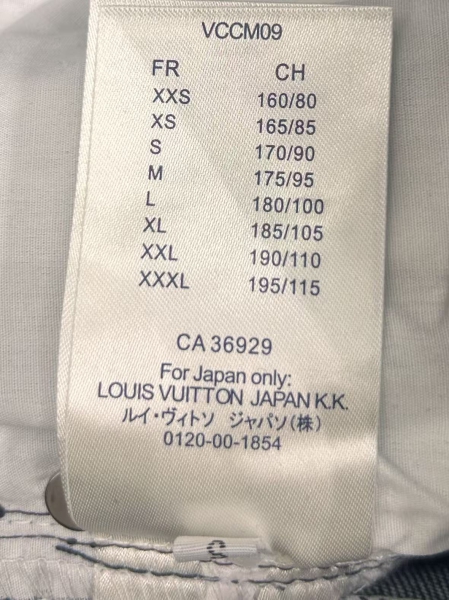 VCCM09
FR CH
XXS 160/80
XS 165/85
S 170/90
M 175/95
L 180/100
XL 185/105
XXL 190/110
XXXL 195/115
CA 36929
For Japan only:
LOUIS VUITTON JAPAN K.K.
ルイ・ヴィトソ ジャパソ(株)
0120-00-1854